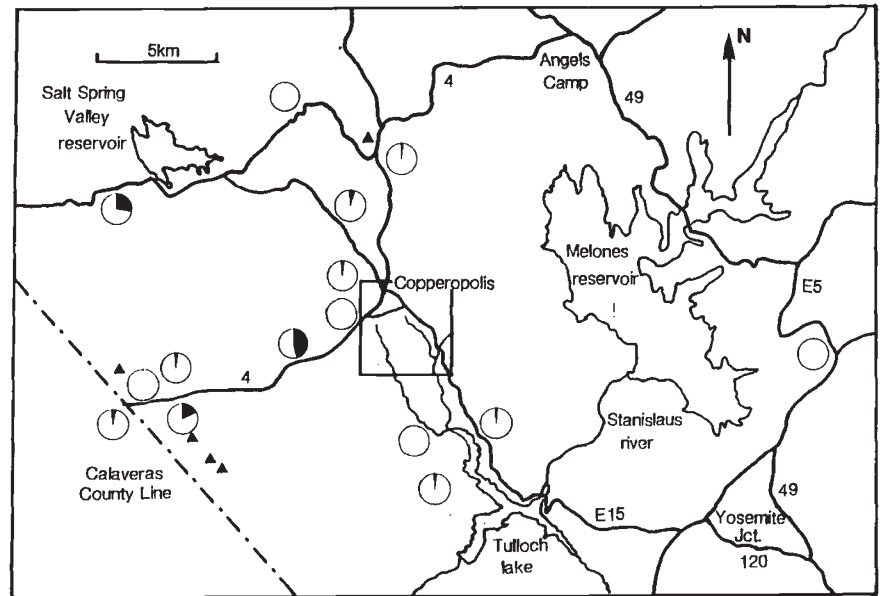 5km
N
Salt Spring
Valley
reservoir
4
Angels
Camp
49
Melones
reservoir
Copperopolis
E5
4
Stanislaus
river
Calaveras
County Line
E15
49
Yosemite
Jct.
120
Tulloch
lake